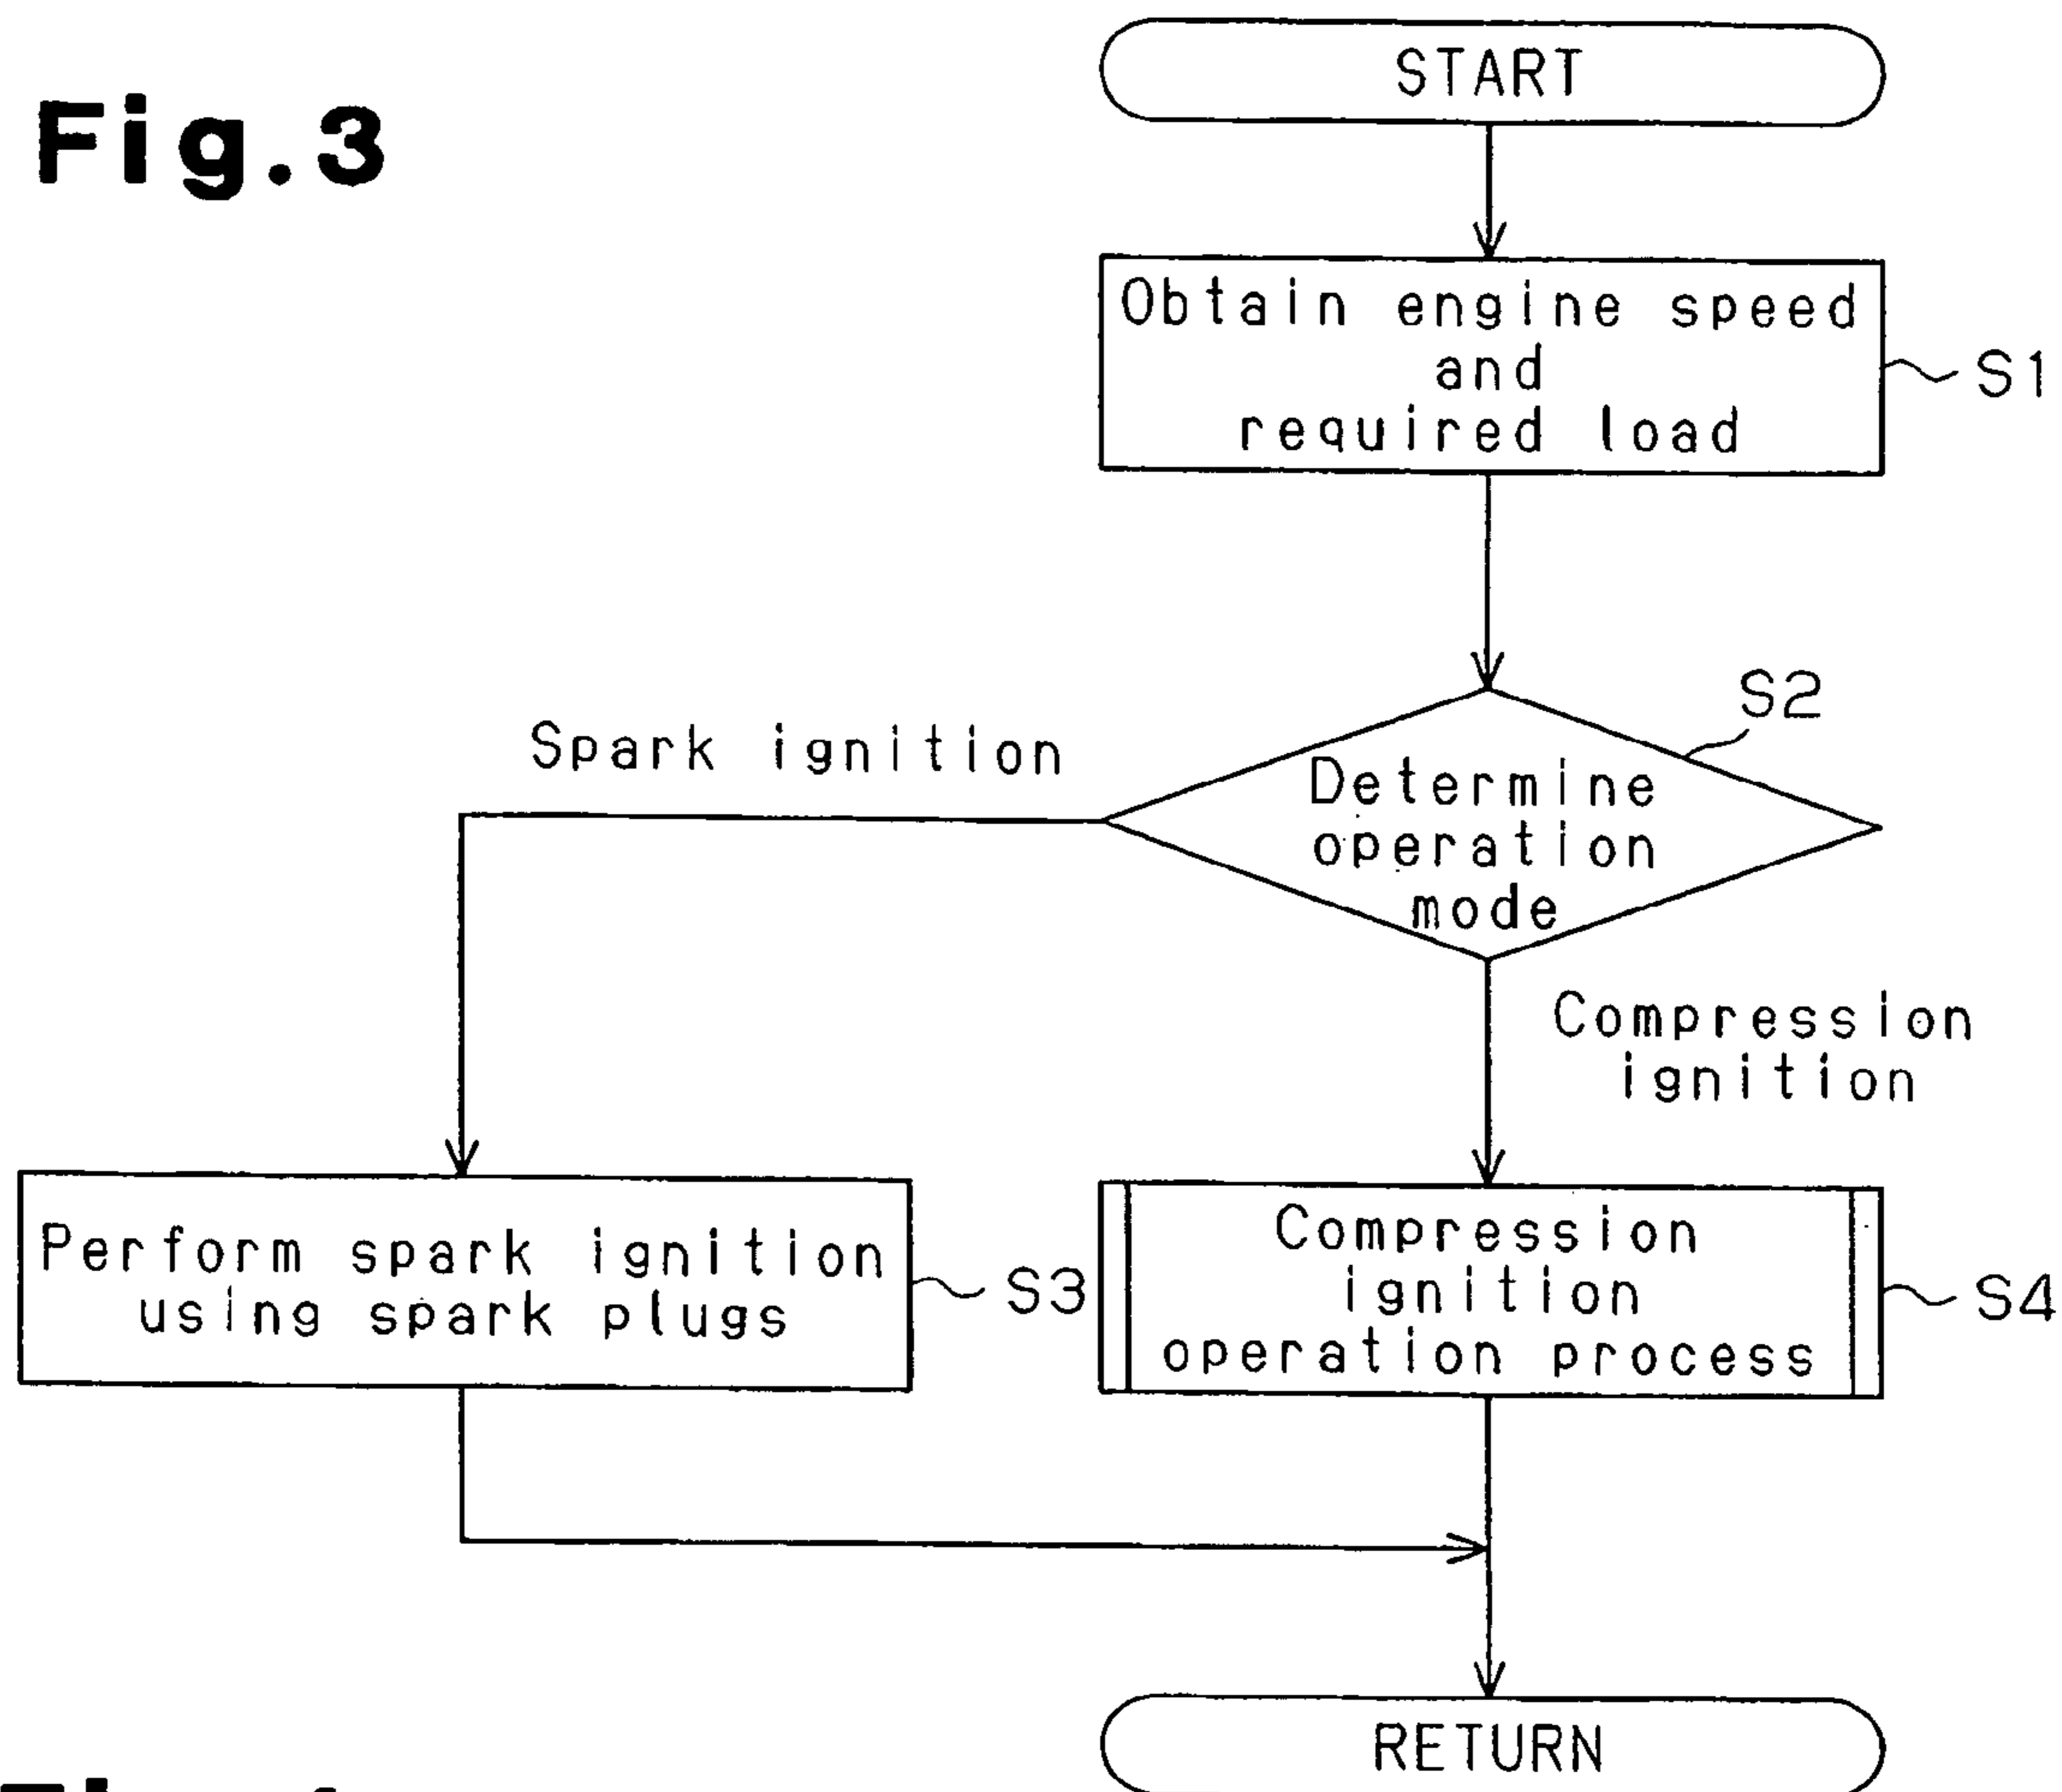 Fig.3
START
Obtain engine speed
and
required load
S1
S2
Spark ignition
Determine
operation
mode
Compression
ignition
Perform spark ignition
using spark plugs
S3
Compression
ignition
operation process
S4
RETURN